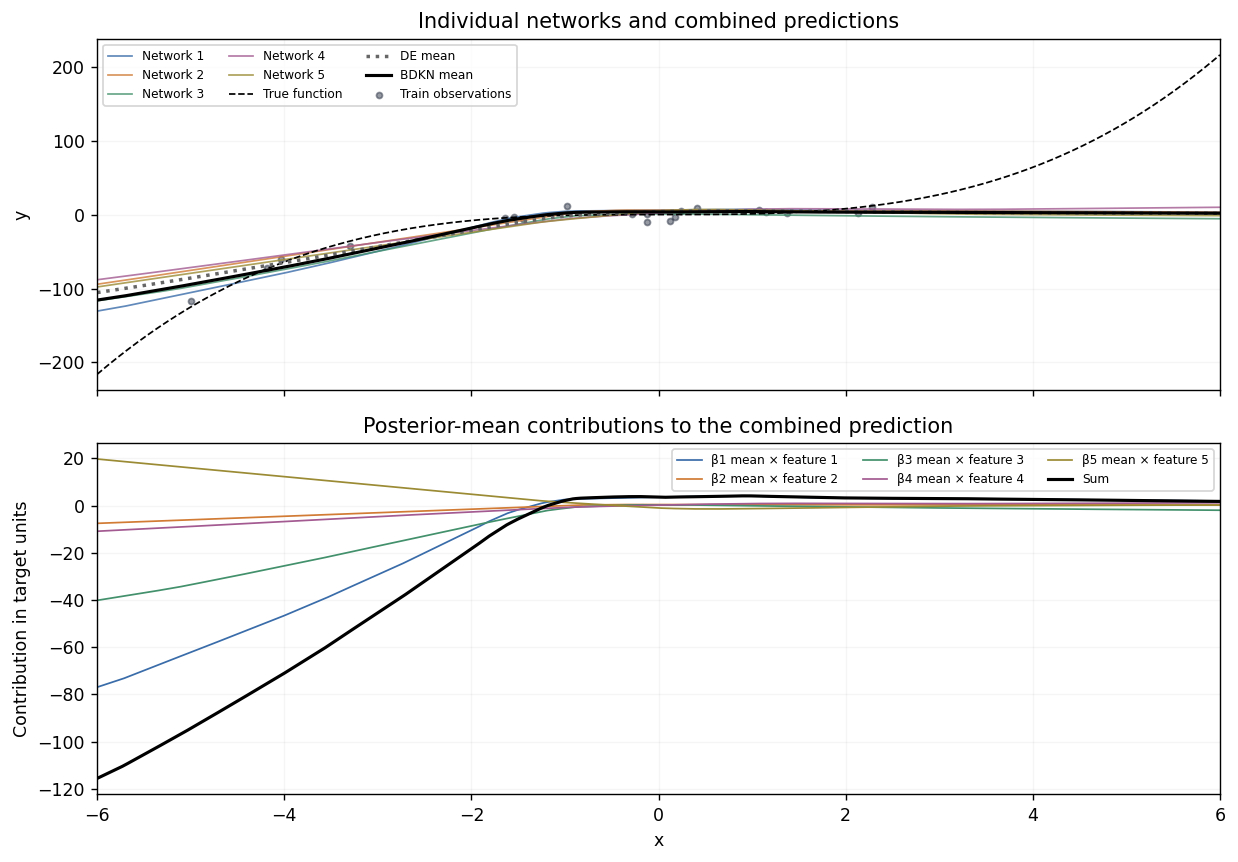 Individual networks and combined predictions
Network 1 Network 4 DE mean
Network 2 Network 5 BDKN mean
Network 3 True function Train observations
200
100
0
−100
−200
y
Posterior-mean contributions to the combined prediction
β1 mean × feature 1 β3 mean × feature 3 β5 mean × feature 5
β2 mean × feature 2 β4 mean × feature 4 Sum
20
0
−20
−40
−60
−80
−100
−120
Contribution in target units
−6 −4 −2 0 2 4 6
x